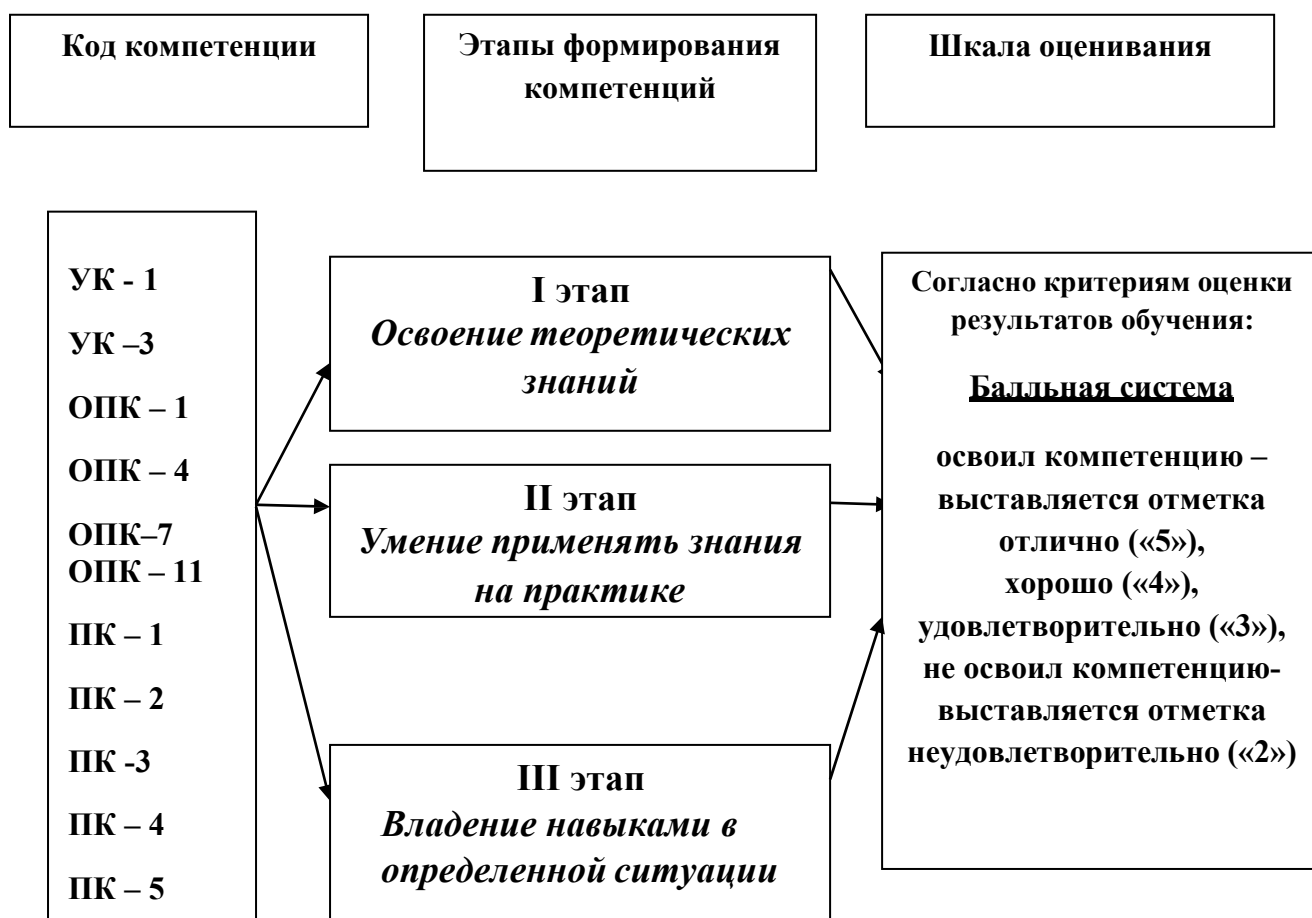 Код компетенции
Этапы формирования
компетенций
Шкала оценивания
УК - 1
УК –3
ОПК – 1
ОПК – 4
ОПК–7
ОПК – 11
ПК – 1
ПК – 2
ПК -3
ПК – 4
ПК – 5
I этап
Освоение теоретических
знаний
II этап
Умение применять знания
на практике
III этап
Владение навыками в
определенной ситуации
Согласно критериям оценки
результатов обучения:
Балльная система
освоил компетенцию –
выставляется отметка
отлично («5»),
хорошо («4»),
удовлетворительно («3»),
не освоил компетенцию-
выставляется отметка
неудовлетворительно («2»)